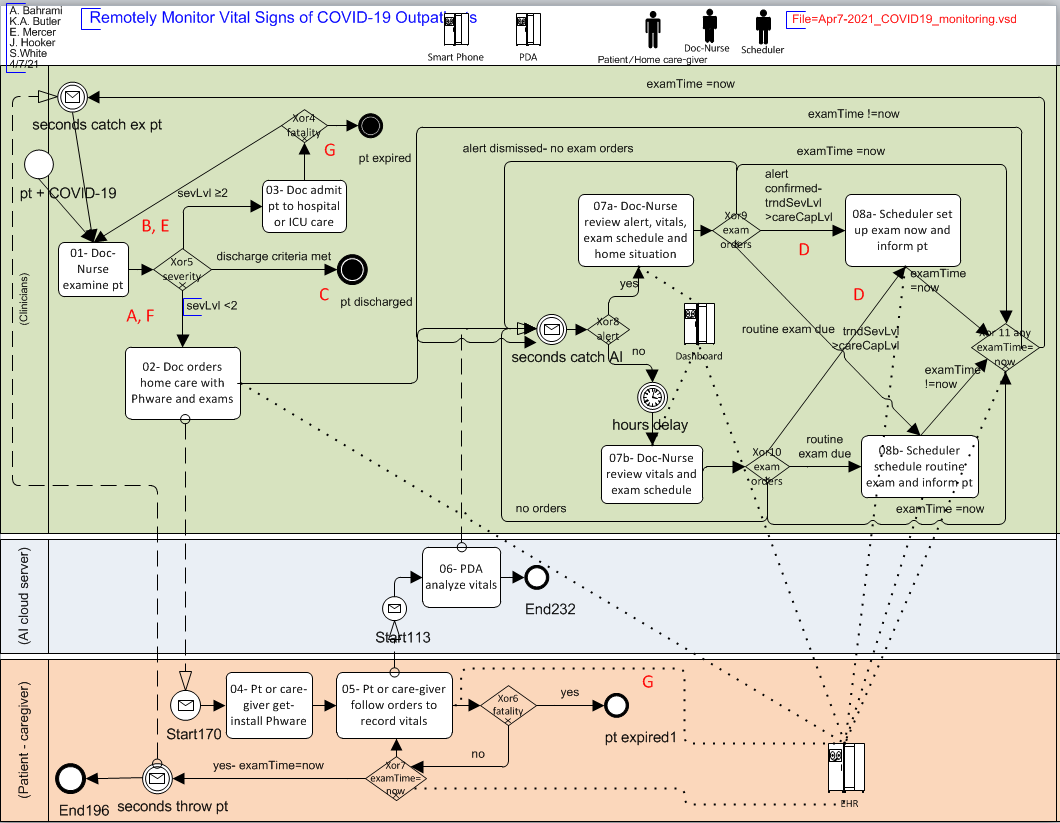 A. Bahrami
K.A. Butler
E. Mercer
J. Hooker
S.White
4/7/21
Remotely Monitor Vital Signs of COVID-19 Outpatients
Smart Phone
PDA
Patient/Home care-giver
Doc-Nurse
Scheduler
File=Apr7-2021_COVID19_monitoring.vsd
(Clinicians)
seconds catch ex pt
pt + COVID-19
01- Doc-
Nurse
examine pt
B, E
A, F
Xor5
severity
sevLvl ≥2
sevLvl <2
03- Doc admit
pt to hospital
or ICU care
Xor4
fatality
G
pt expired
discharge criteria met
C
pt discharged
02- Doc orders
home care with
Phware and exams
examTime =now
examTime !=now
alert dismissed- no exam orders
examTime =now
07a- Doc-Nurse
review alert, vitals,
exam schedule and
home situation
Xor9
exam
orders
alert
confirmed-
trndSevLvl
>careCapLvl
D
08a- Scheduler set
up exam now and
inform pt
D
examTime
=now
seconds catch AI
Xor8
alert
yes
no
Dashboard
routine exam due
trndSevLvl
>careCapLvl
Xor 11 any
examTime=
now
examTime
!=now
hours delay
07b- Doc-Nurse
review vitals and
exam schedule
Xor10
exam
orders
routine
exam due
08b- Scheduler
schedule routine
exam and inform pt
no orders
examTime =now
(AI cloud server)
06- PDA
analyze vitals
End232
Start113
(Patient - caregiver)
Start170
04- Pt or care-
giver get-
install Phware
05- Pt or care-giver
follow orders to
record vitals
Xor6
fatality
yes
G
pt expired1
no
Xor7
examTime=
now
yes- examTime=now
seconds throw pt
End196
EHR